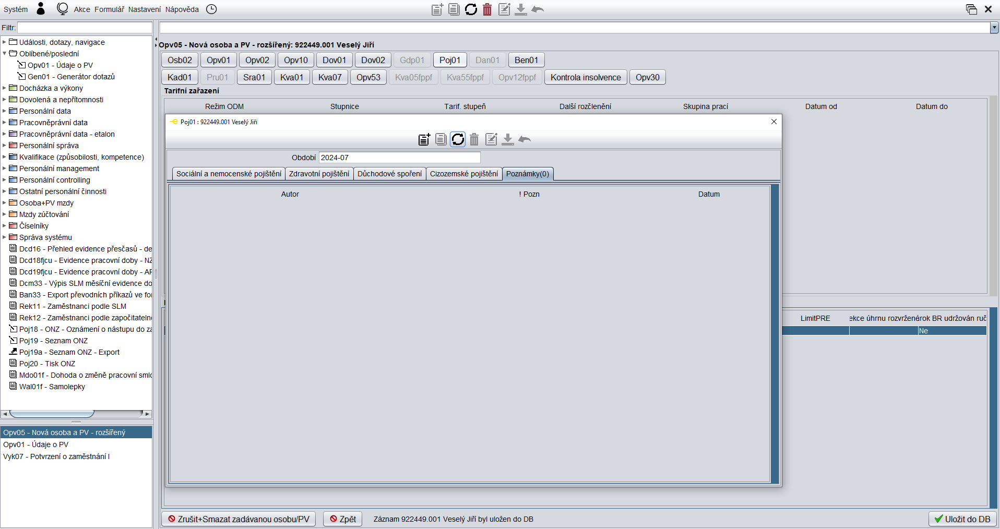 Systém Akce Formulář Nastavení Nápověda
Filtr:
Události, dotazy, navigace
Oblíbené/poslední
Opv01 - Údaje o PV
Gen01 - Generátor dotazů
Docházka a výkony
Dovolená a nepřítomnosti
Personální data
Pracovněprávní data
Pracovněprávní data - etalon
Personální správa
Kvalifikace (způsobilosti, kompetence)
Personální management
Personální controlling
Ostatní personální činnosti
Osoba+PV mzdy
Mzdy zúčtování
Číselníky
Správa systému
Dcd16 - Přehled evidence přesčasů - de
Dcd18fjcu - Evidence pracovní doby - NZ
Dcd19fjcu - Evidence pracovní doby - AF
Dcm33 - Výpis SLM měsíční evidence do
Ban33 - Export převodních příkazů ve for
Rek11 - Zaměstnanci podle SLM
Rek12 - Zaměstnanci podle započitatelne
Poj18 - ONZ - Oznámení o nástupu do za
Poj19 - Seznam ONZ
Poj19a - Seznam ONZ - Export
Poj20 - Tisk ONZ
Mdo01f - Dohoda o změně pracovní smlo
Wal01f - Samolepky
Opv05 - Nová osoba a PV - rozšířený
Opv01 - Údaje o PV
Vyk07 - Potvrzení o zaměstnání I
Opv05 - Nová osoba a PV - rozšířený: 922449.001 Veselý Jiří
Osb02 Opv01 Opv02 Opv10 Dov01 Dov02 Gdp01 Poj01 Dan01 Ben01
Kad01 Pru01 Sra01 Kva01 Kva07 Opv53 Kva05fppf Kva55fppf Opv12fppf Kontrola insolvence Opv30
Tarifní zařazení
Režim ODM Stupnice Tarif. stupeň Další rozčlenění Skupina prací Datum od Datum do
Poj01 : 922449.001 Veselý Jiří
Období 2024-07
Sociální a nemocenské pojištění Zdravotní pojištění Důchodové spoření Cizozemské pojištění Poznámky(0)
Autor ! Pozn Datum
LimitPRE ekce úhrnu rozvržené rok BR udržován ruč
Ne
Zrušit+Smazat zadávanou osobu/PV Zpět Záznam 922449.001 Veselý Jiří byl uložen do DB Uložit do DB